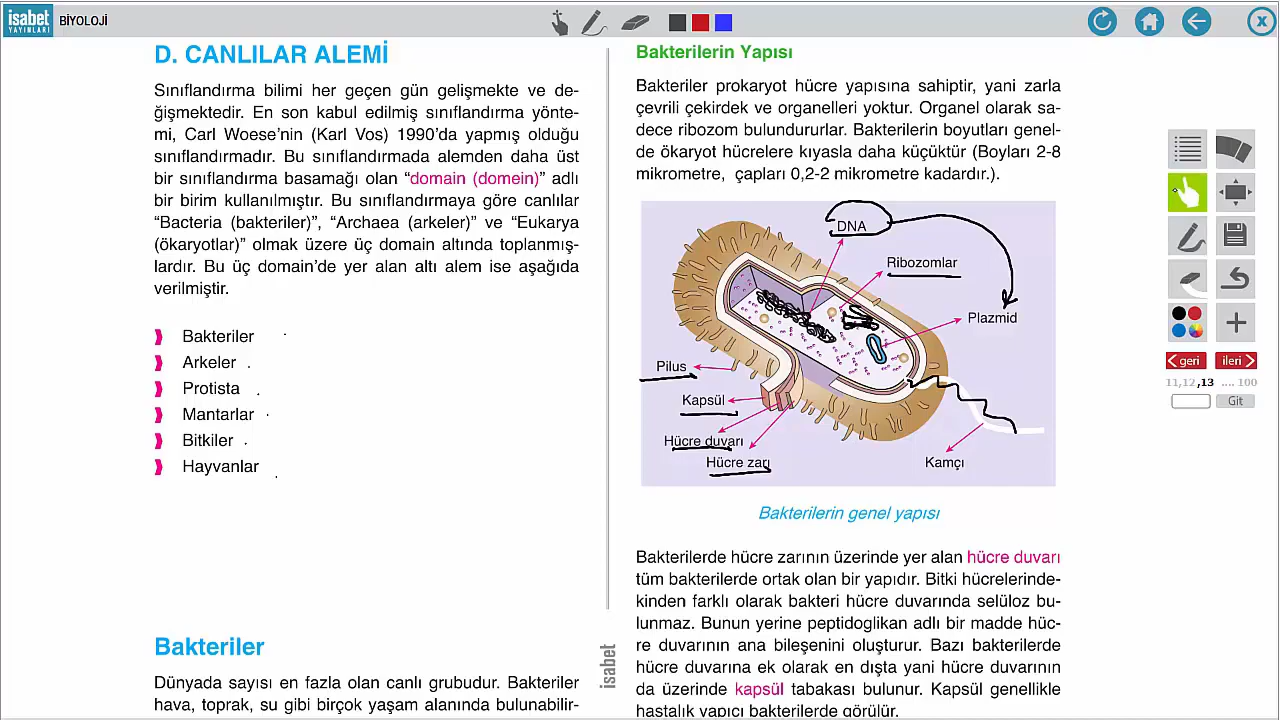 isabet
YAYINLARI
BİYOLOJİ
D. CANLILAR ALEMİ
Sınıflandırma bilimi her geçen gün gelişmekte ve de-
ğişmektedir. En son kabul edilmiş sınıflandırma yönte-
mi, Carl Woese'nin (Karl Vos) 1990'da yapmış olduğu
sınıflandırmadır. Bu sınıflandırmada alemden daha üst
bir sınıflandırma basamağı olan “domain (domein)” adlı
bir birim kullanılmıştır. Bu sınıflandırmaya göre canlılar
“Bacteria (bakteriler)”, “Archaea (arkeler)” ve “Eukarya
(ökaryotlar)” olmak üzere üç domain altında toplanmış-
lardır. Bu üç domain'de yer alan altı alem ise aşağıda
verilmiştir.
Bakteriler
Arkeler
Protista
Mantarlar
Bitkiler
Hayvanlar
Bakteriler
Dünyada sayısı en fazla olan canlı grubudur. Bakteriler
hava, toprak, su gibi birçok yaşam alanında bulunabilir-
isabet
Bakterilerin Yapısı
Bakteriler prokaryot hücre yapısına sahiptir, yani zarla
çevrili çekirdek ve organelleri yoktur. Organel olarak sa-
dece ribozom bulundururlar. Bakterilerin boyutları genel-
de ökaryot hücrelere kıyasla daha küçüktür (Boyları 2-8
mikrometre, çapları 0,2-2 mikrometre kadardır.).
DNA
Ribozomlar
Plazmid
Pilus
Kapsül
Hücre duvarı
Hücre zarı
Kamçı
Bakterilerin genel yapısı
Bakterilerde hücre zarının üzerinde yer alan hücre duvarı
tüm bakterilerde ortak olan bir yapıdır. Bitki hücrelerinde-
kinden farklı olarak bakteri hücre duvarında selüloz bu-
lunmaz. Bunun yerine peptidoglikan adlı bir madde hüc-
re duvarının ana bileşenini oluşturur. Bazı bakterilerde
hücre duvarına ek olarak en dışta yani hücre duvarının
da üzerinde kapsül tabakası bulunur. Kapsül genellikle
hastalık yapıcı bakterilerde görülür.
geri ileri
11,12,13 .... 100
Git